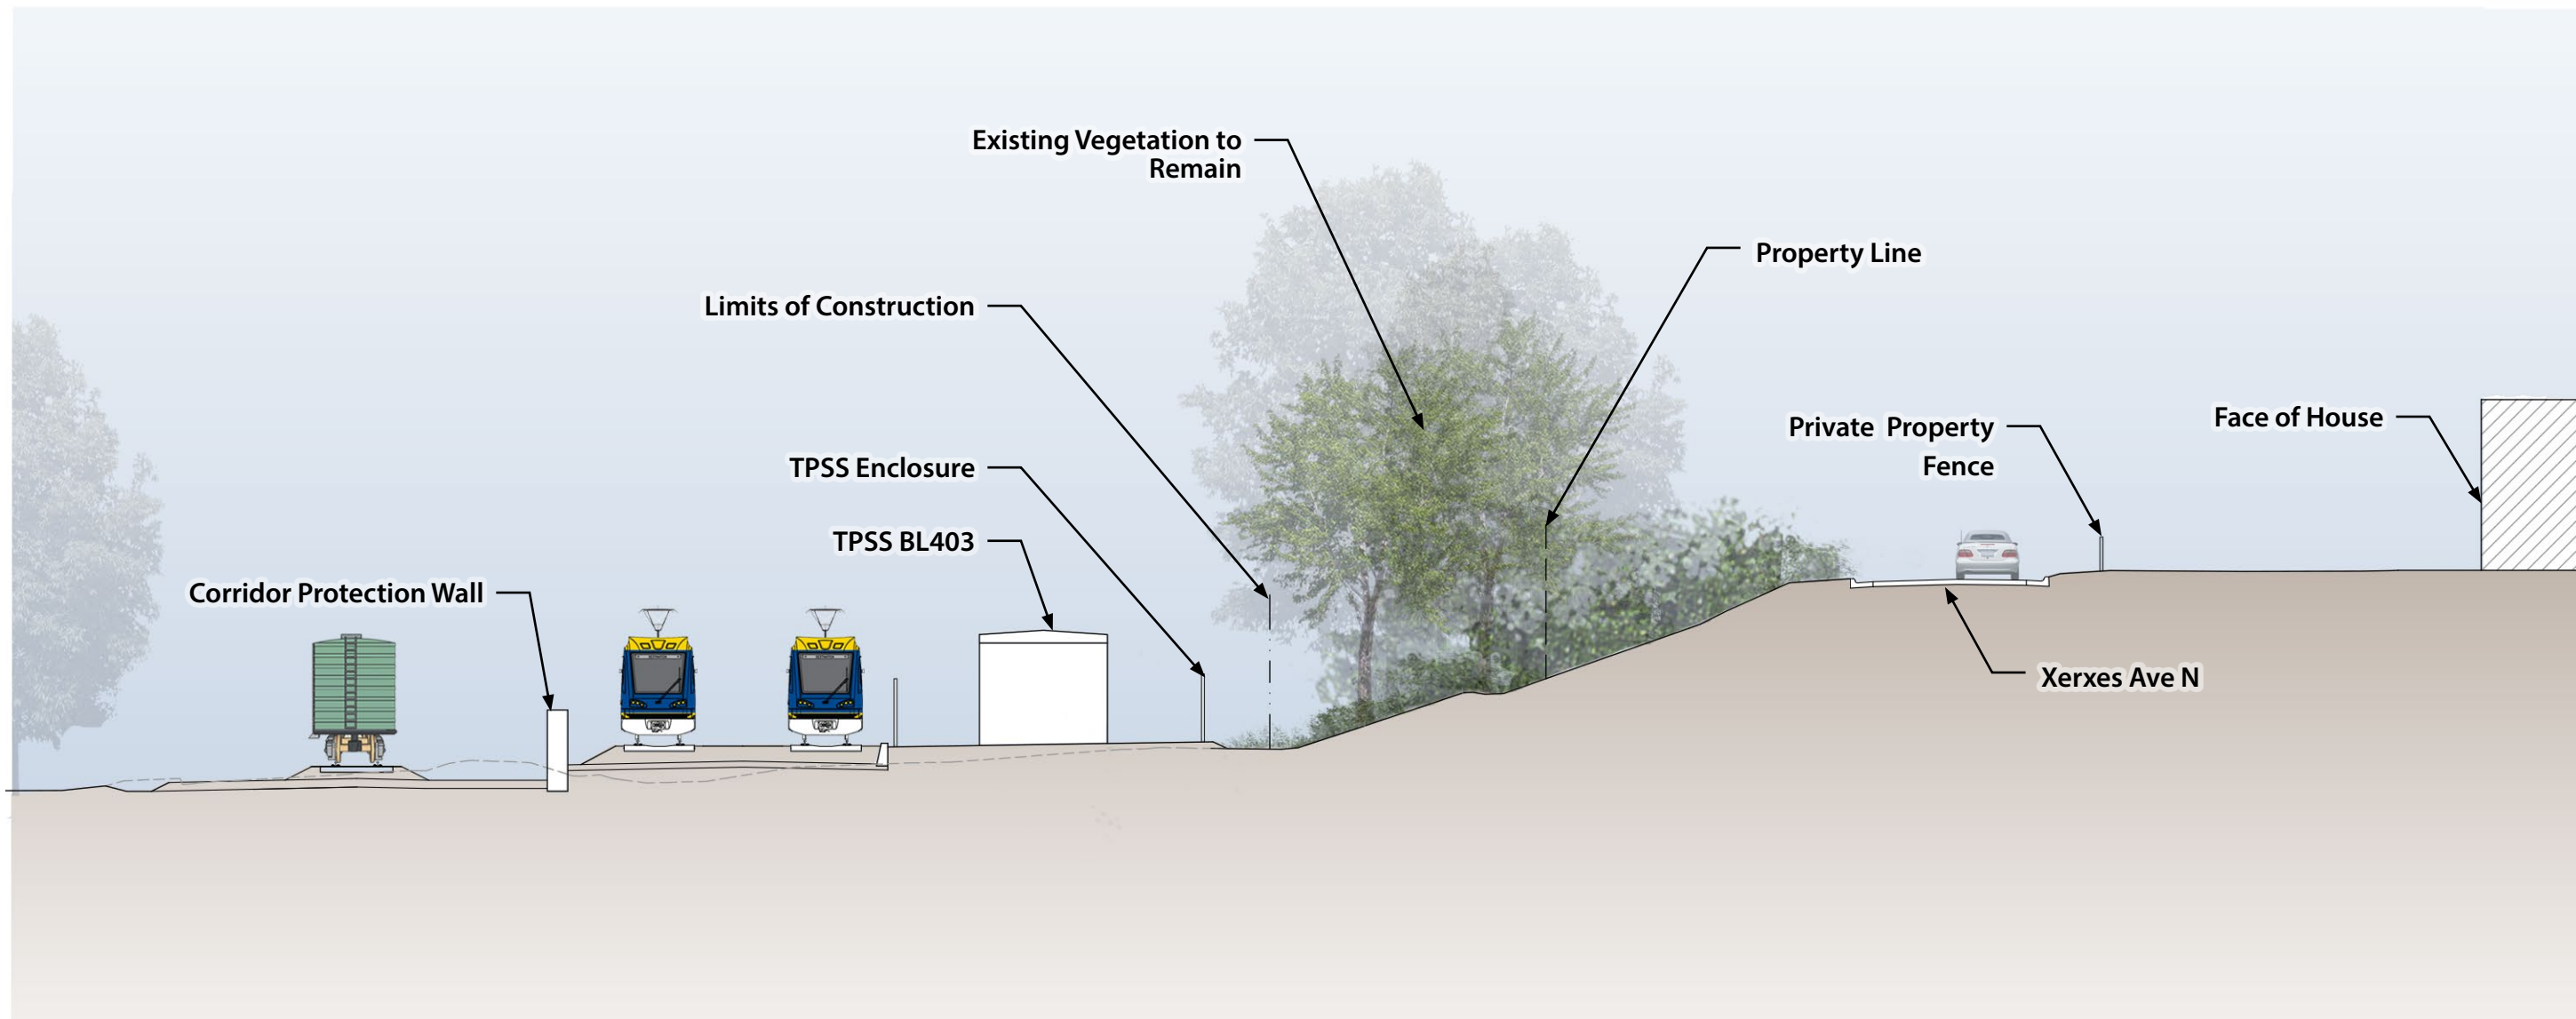 Existing Vegetation to
Remain
Property Line
Limits of Construction
Private Property
Fence
Face of House
TPSS Enclosure
TPSS BL403
Corridor Protection Wall
Xerxes Ave N